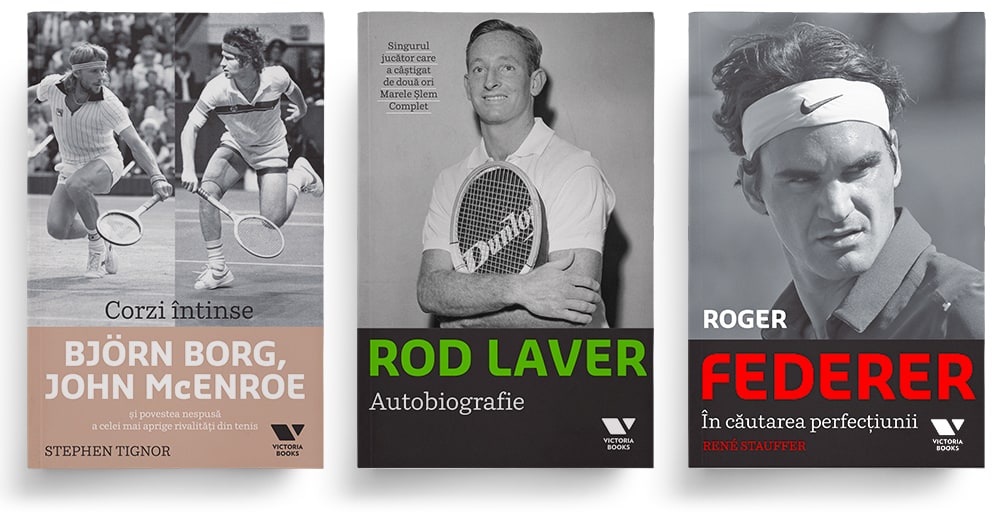 Corzi întinse
BJÖRN BORG,
JOHN McENROE
și povestea nespusă
a celei mai aprige rivalități din tenis
STEPHEN TIGNOR
VICTORIA
BOOKS
Singurul
jucător care
a câștigat
de două ori
Marele Șlem
Complet
Dunlop
ROD LAVER
Autobiografie
VICTORIA
BOOKS
ROGER
FEDERER
În căutarea perfecțiunii
RENÉ STAUFFER
VICTORIA
BOOKS